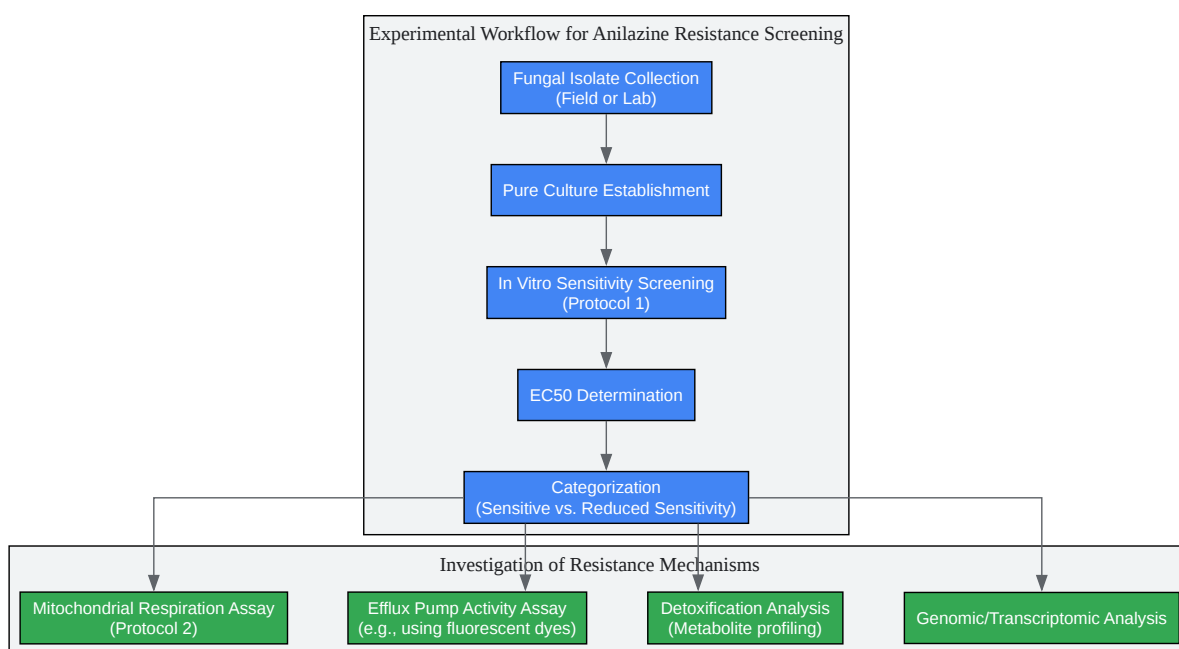 Experimental Workflow for Anilazine Resistance Screening
Fungal Isolate Collection
(Field or Lab)
Pure Culture Establishment
In Vitro Sensitivity Screening
(Protocol 1)
EC50 Determination
Categorization
(Sensitive vs. Reduced Sensitivity)
Investigation of Resistance Mechanisms
Mitochondrial Respiration Assay
(Protocol 2)
Efflux Pump Activity Assay
(e.g., using fluorescent dyes)
Detoxification Analysis
(Metabolite profiling)
Genomic/Transcriptomic Analysis